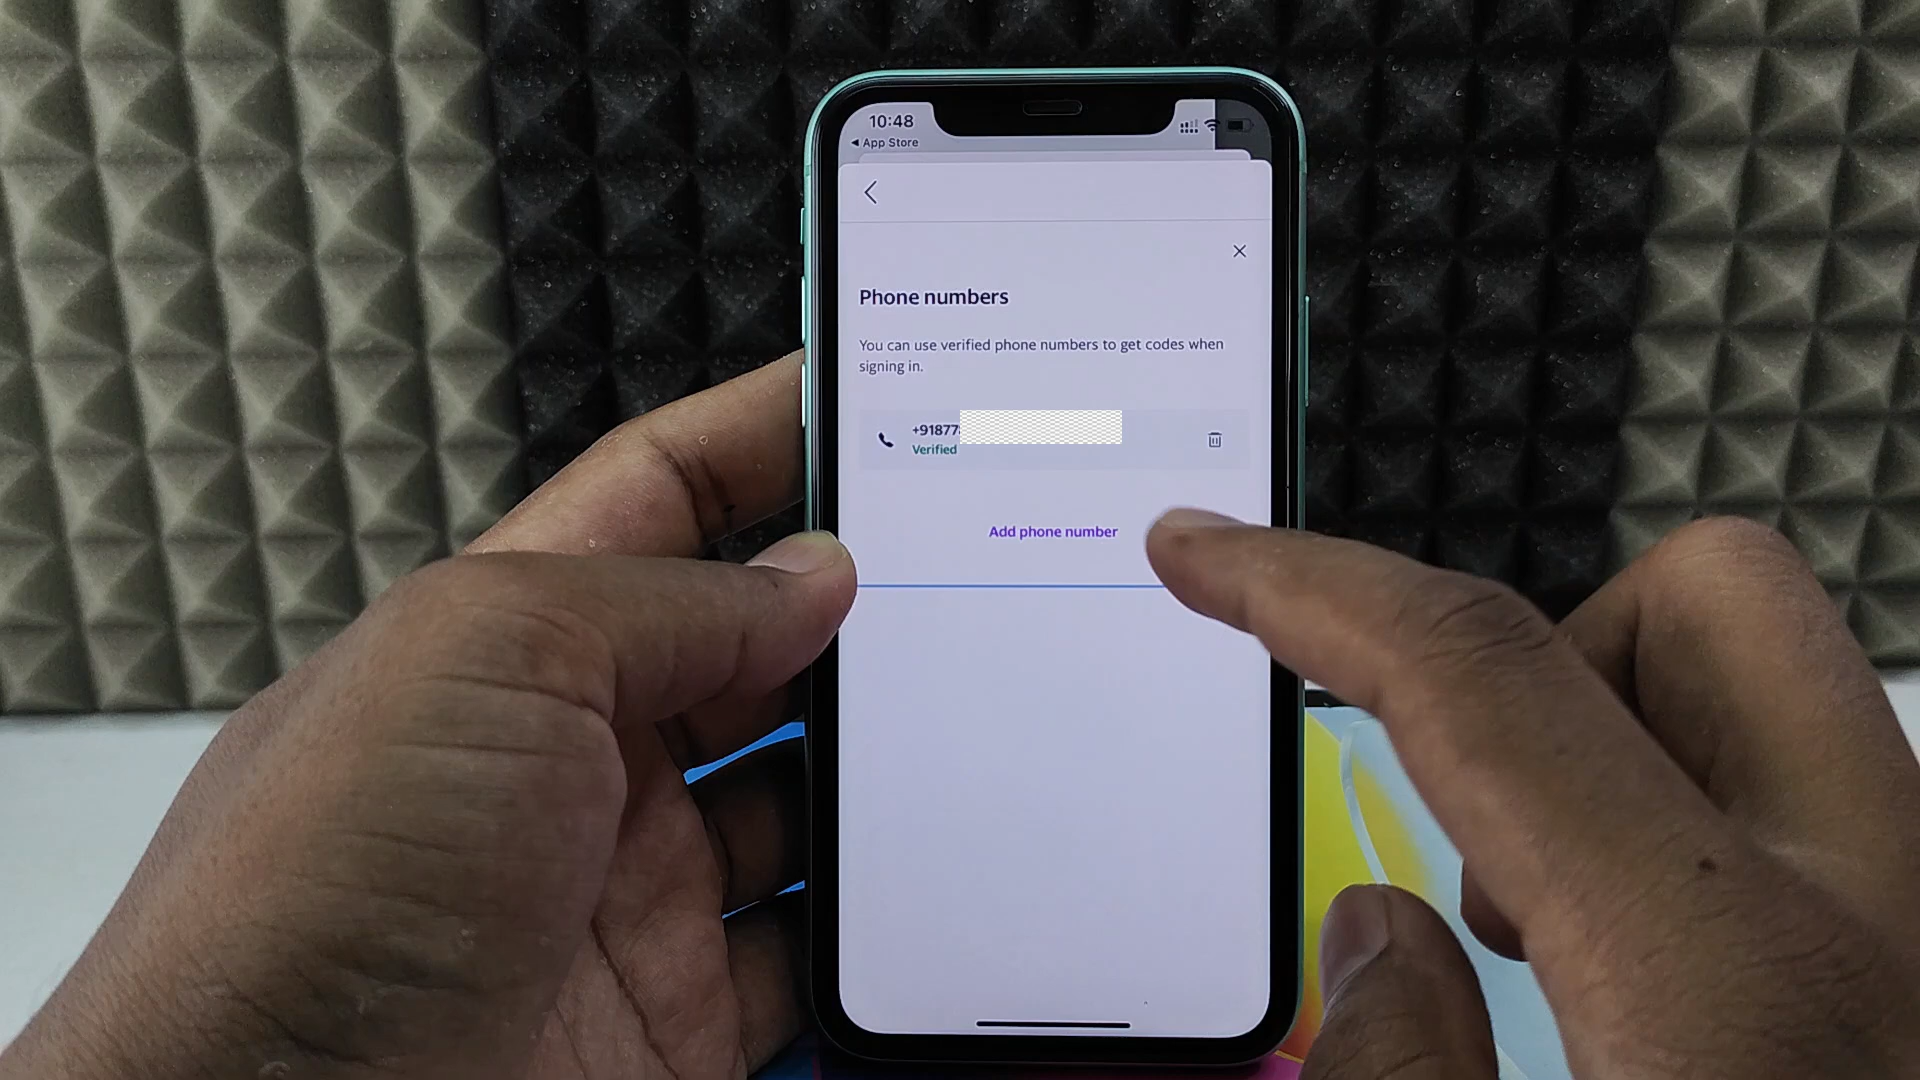 10:48
◀ App Store
Phone numbers
You can use verified phone numbers to get codes when
signing in.
+91877
Verified
Add phone number